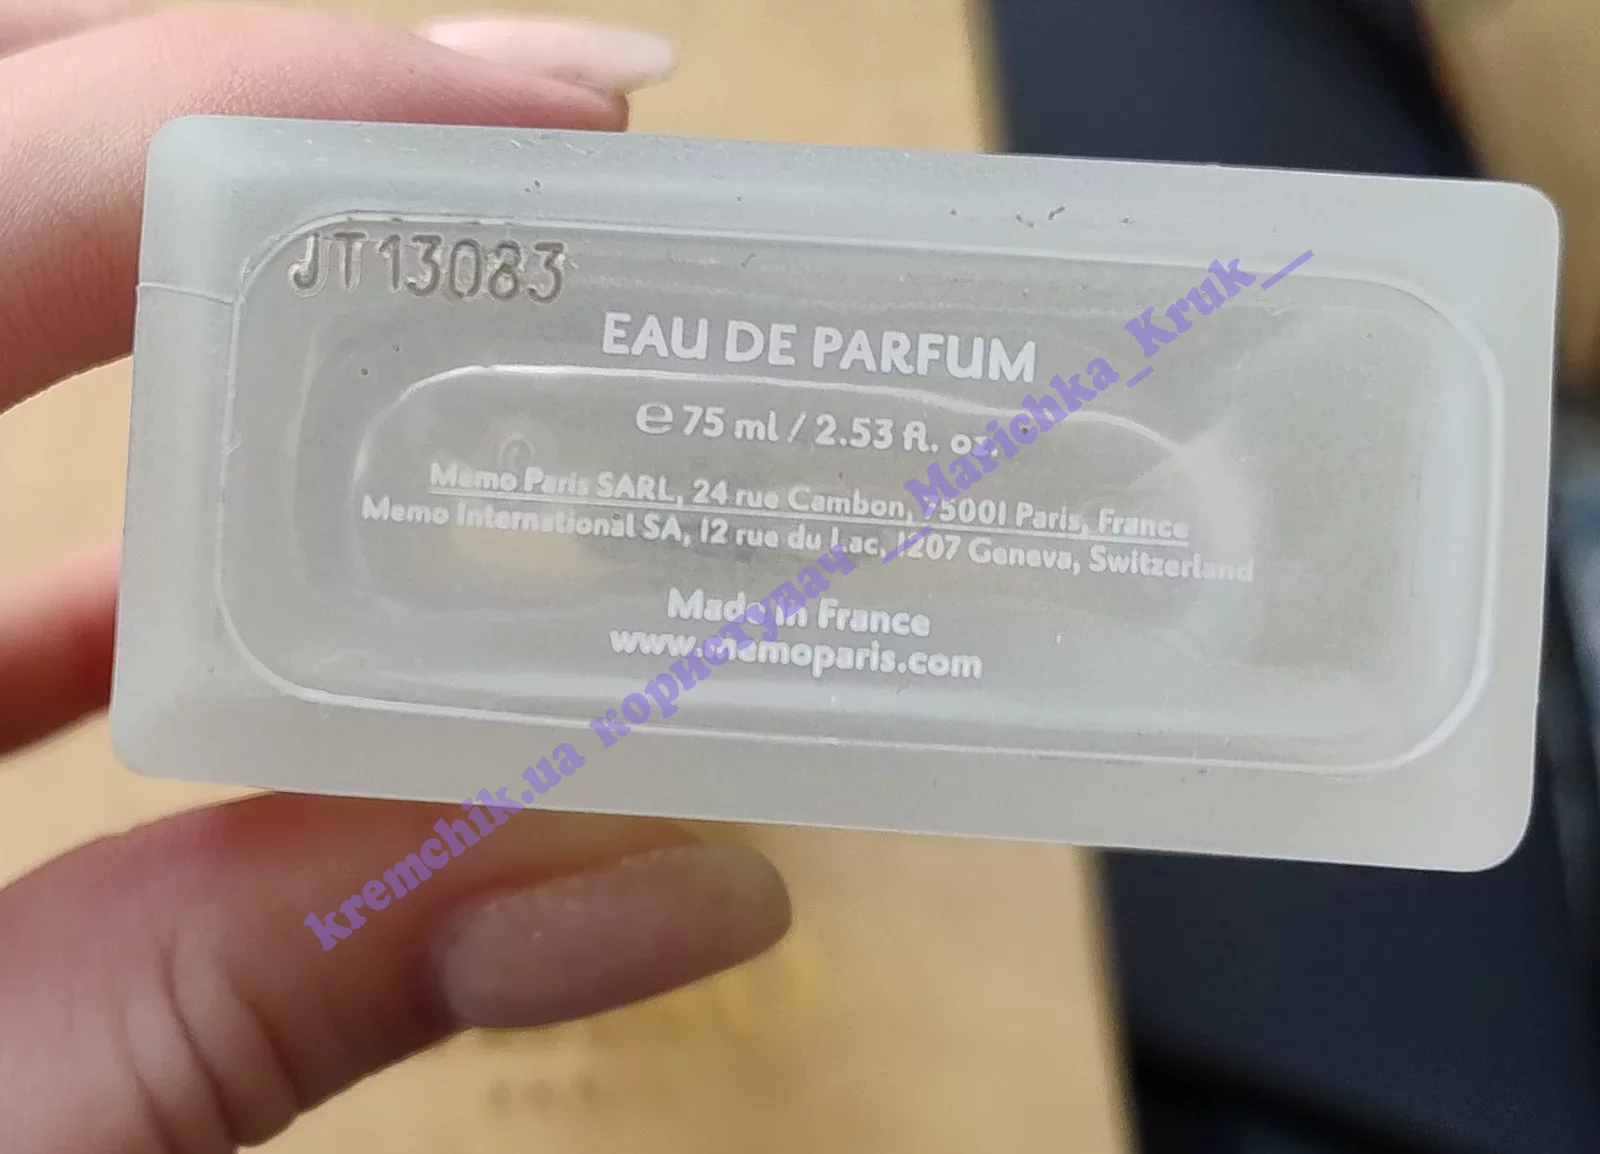 JT13083
EAU DE PARFUM
e 75 ml / 2.53 fl. oz.
Memo Paris SARL, 24 rue Cambon, 75001 Paris, France
Memo International SA, 12 rue du Lac, 1207 Geneva, Switzerland
Made in France
www.memoparis.com
kremchik.ua користувач __Marichka_Kruk__